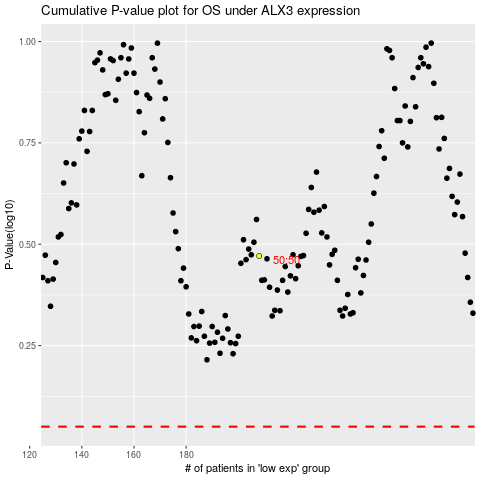 Cumulative P-value plot for OS under ALX3 expression
P-Value(log10)
1.00
0.75
0.50
0.25
50:50
120 140 160 180
# of patients in 'low exp' group